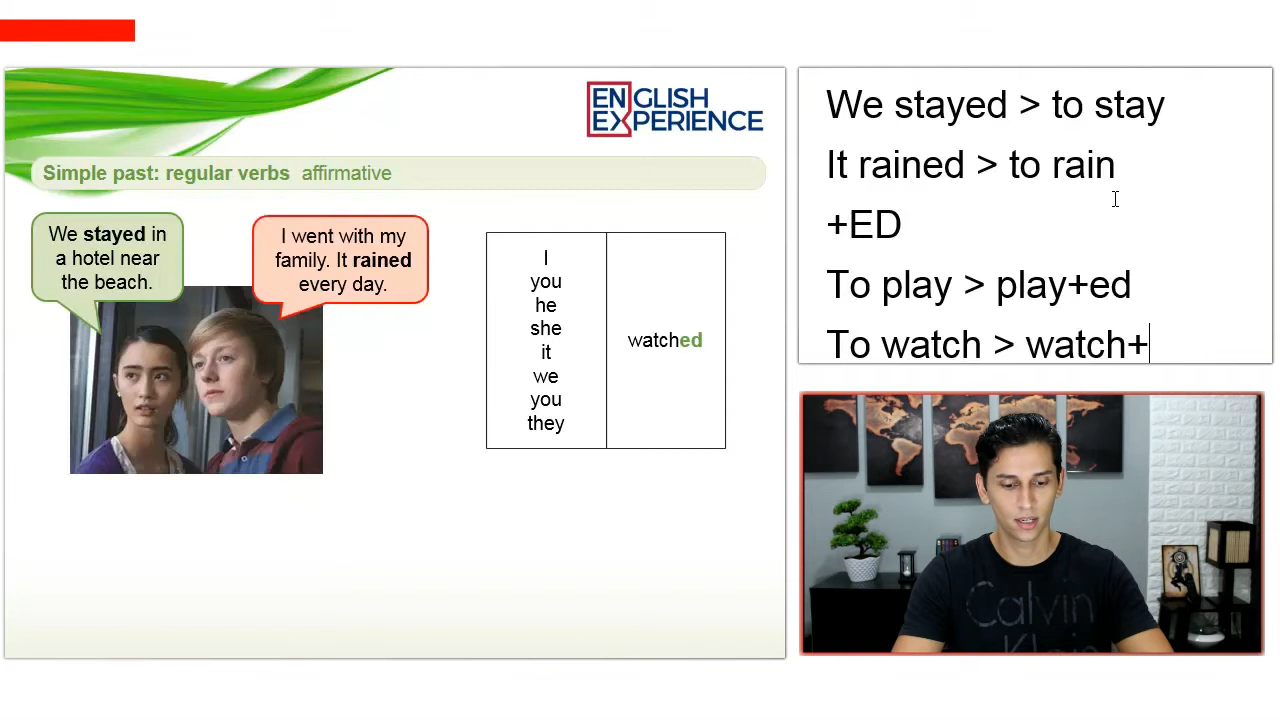 ENGLISH
EXPERIENCE
Simple past: regular verbs affirmative
We stayed in
a hotel near
the beach.
I went with my
family. It rained
every day.
I
you
he
she
it
we
you
they
watched
We stayed > to stay
It rained > to rain
+ED
To play > play+ed
To watch > watch+
Calvin
Klein